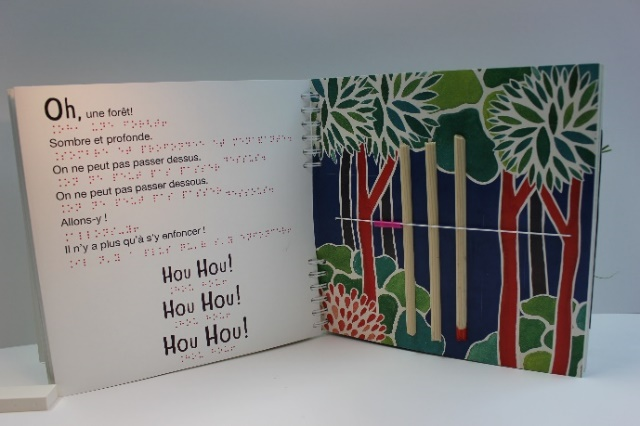 Oh, une forêt!
Sombre et profonde.
On ne peut pas passer dessus.
On ne peut pas passer dessous.
Allons-y !
Il n'y a plus qu'à s'y enfoncer !
Hou Hou!
Hou Hou!
Hou Hou!